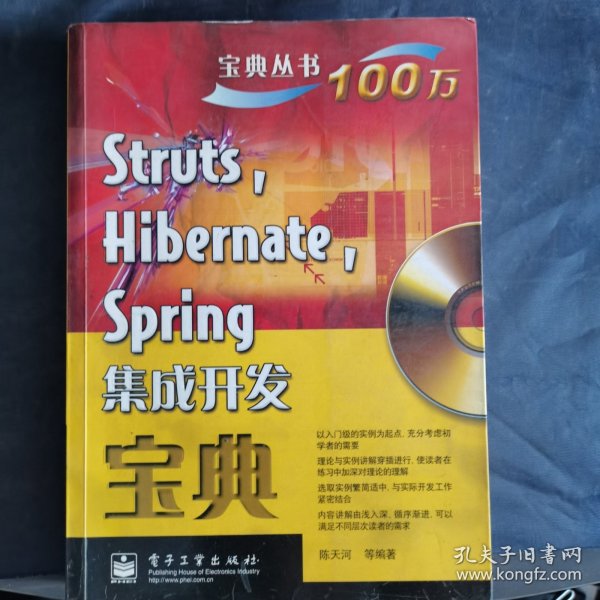 宝典丛书
100万
Struts,
Hibernate,
Spring
集成开发
宝典
以入门级的实例为起点，充分考虑初
学者的需要
理论与实例讲解穿插进行，使读者在
练习中加深对理论的理解
选取实例繁简适中，与实际开发工作
紧密结合
内容讲解由浅入深、循序渐进，可以
满足不同层次读者的需求
陈天河 等编著
PHEI
電子工業出版社
Publishing House of Electronics Industry
http://www.phei.com.cn
孔夫子旧书网
www.kongfz.com